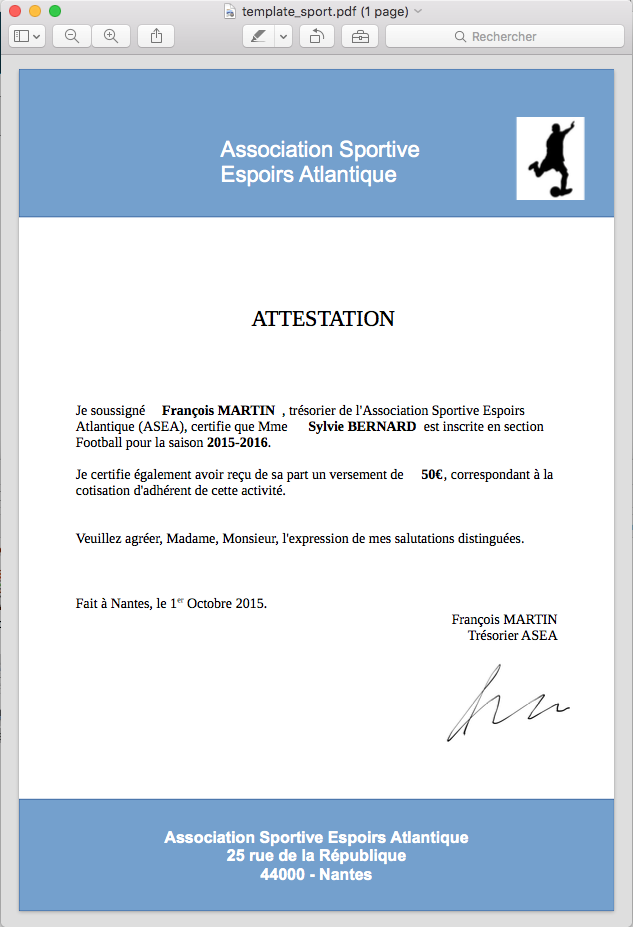 template_sport.pdf (1 page)
Rechercher
Association Sportive
Espoirs Atlantique
ATTESTATION
Je soussigné François MARTIN , trésorier de l'Association Sportive Espoirs
Atlantique (ASEA), certifie que Mme Sylvie BERNARD est inscrite en section
Football pour la saison 2015-2016.
Je certifie également avoir reçu de sa part un versement de 50€, correspondant à la
cotisation d'adhérent de cette activité.
Veuillez agréer, Madame, Monsieur, l'expression de mes salutations distinguées.
Fait à Nantes, le 1er Octobre 2015.
François MARTIN
Trésorier ASEA
Association Sportive Espoirs Atlantique
25 rue de la République
44000 - Nantes